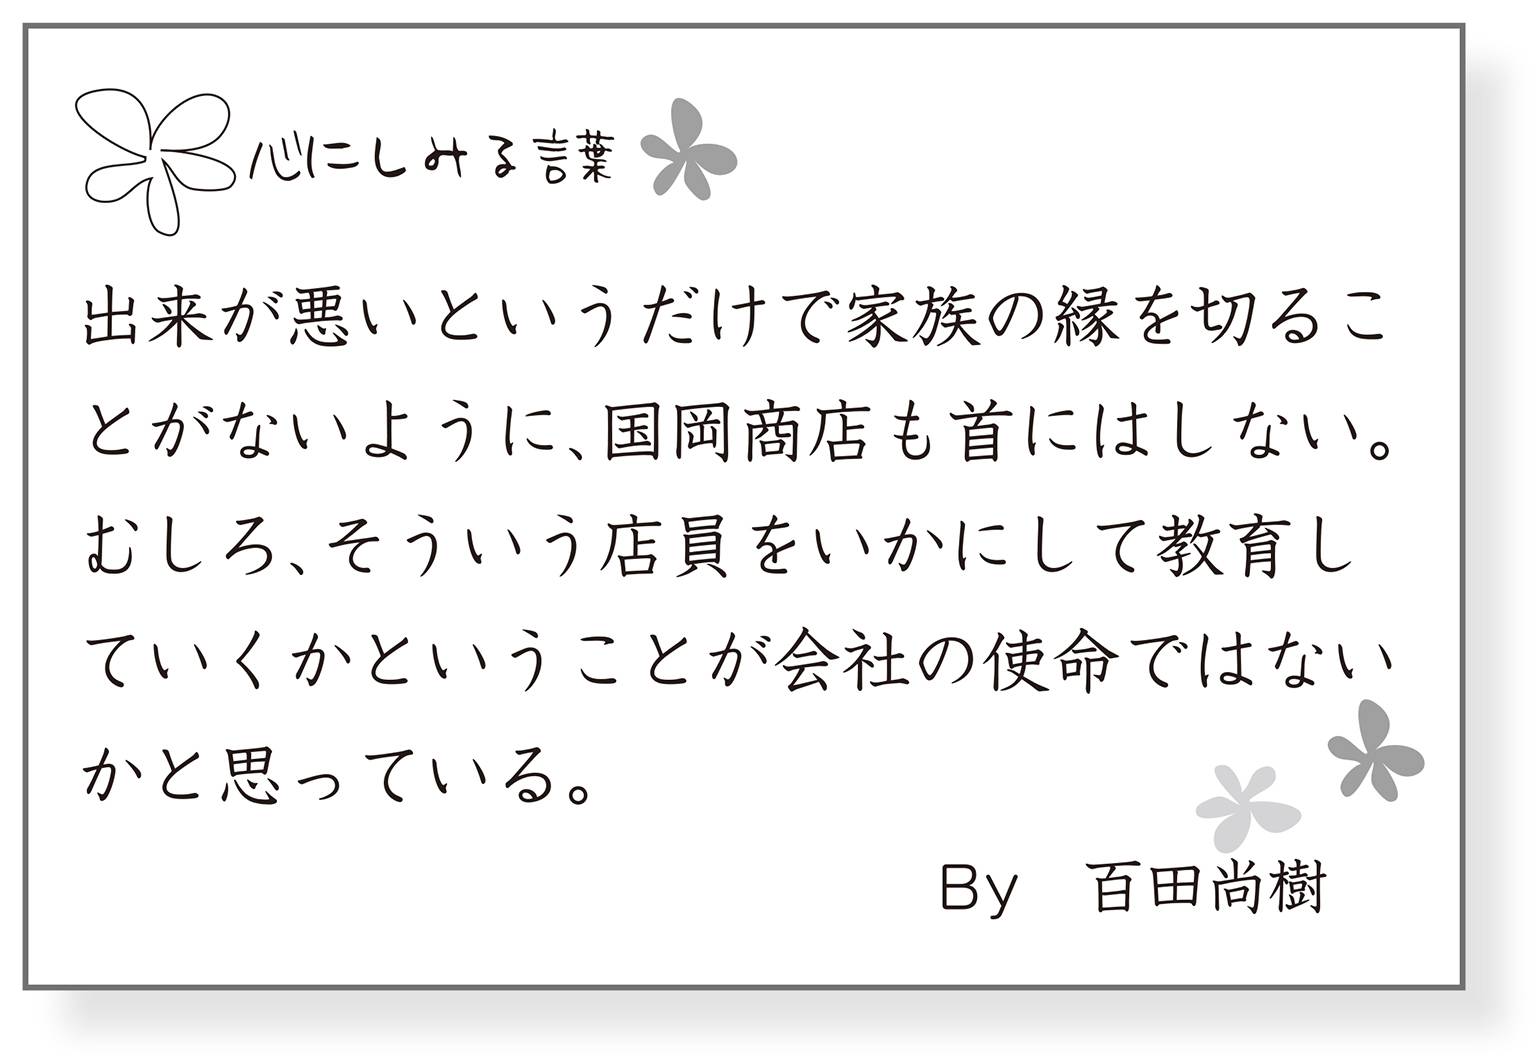 心にしみる言葉
出来が悪いというだけで家族の縁を切るこ
とがないように、国岡商店も首にはしない。
むしろ、そういう店員をいかにして教育し
ていくかということが会社の使命ではない
かと思っている。
By　百田尚樹